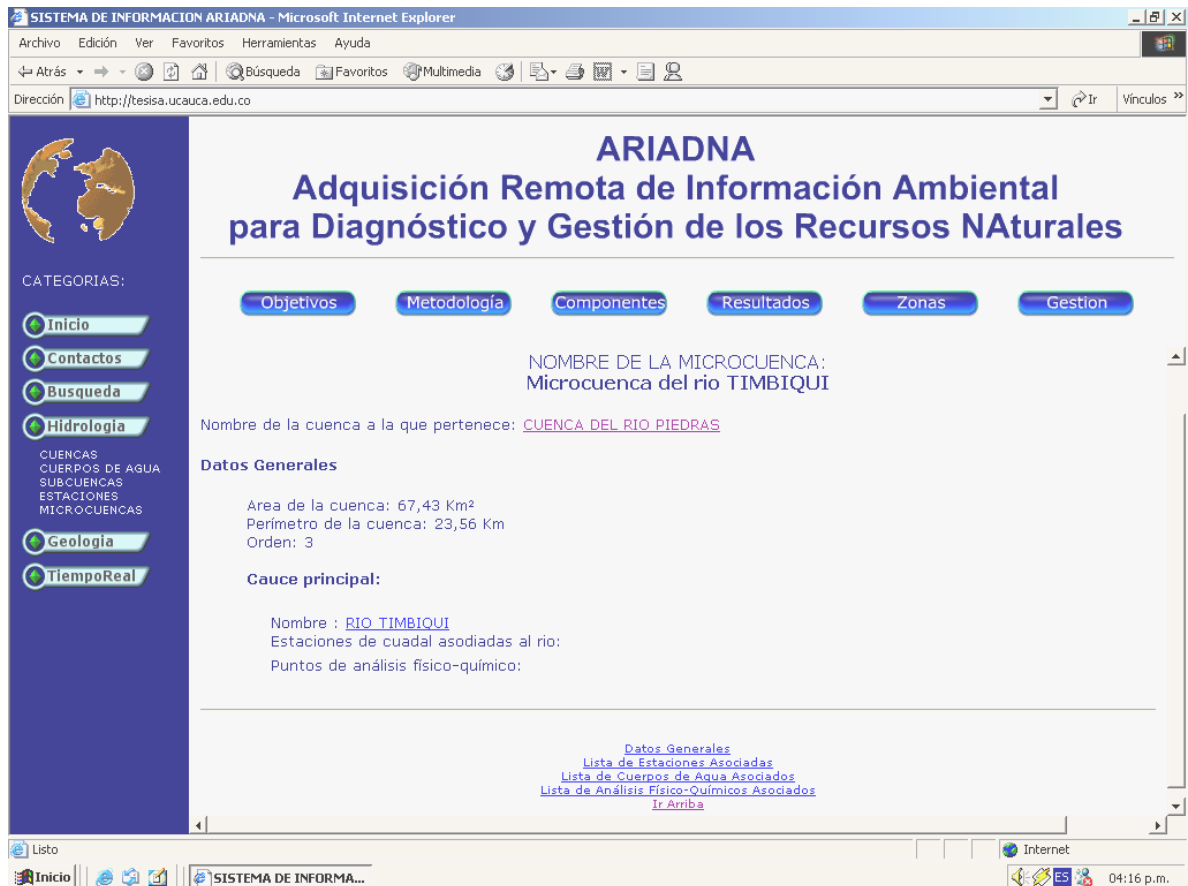 SISTEMA DE INFORMACION ARIADNA - Microsoft Internet Explorer
Archivo Edición Ver Favoritos Herramientas Ayuda
Atrás Búsqueda Favoritos Multimedia
Dirección http://tesisa.ucauca.edu.co Ir Vínculos »
ARIADNA
Adquisición Remota de Información Ambiental
para Diagnóstico y Gestión de los Recursos NAturales
CATEGORIAS:
Inicio
Contactos
Busqueda
Hidrologia
CUENCAS
CUERPOS DE AGUA
SUBCUENCAS
ESTACIONES
MICROCUENCAS
Geologia
TiempoReal
Objetivos Metodología Componentes Resultados Zonas Gestion
NOMBRE DE LA MICROCUENCA:
Microcuenca del rio TIMBIQUI
Nombre de la cuenca a la que pertenece: CUENCA DEL RIO PIEDRAS
Datos Generales
Area de la cuenca: 67,43 Km²
Perímetro de la cuenca: 23,56 Km
Orden: 3
Cauce principal:
Nombre : RIO TIMBIQUI
Estaciones de cuadal asodiadas al rio:
Puntos de análisis físico-químico:
Datos Generales
Lista de Estaciones Asociadas
Lista de Cuerpos de Agua Asociados
Lista de Análisis Físico-Químicos Asociados
Ir Arriba
Listo Internet
Inicio SISTEMA DE INFORMA... ES 04:16 p.m.